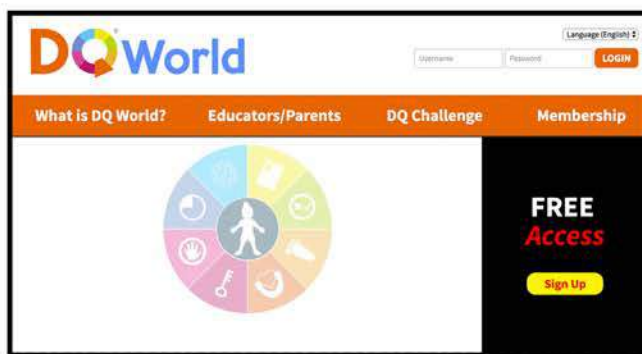 DQ World
Language (English)
Username Password LOGIN
What is DQ World? Educators/Parents DQ Challenge Membership
FREE
Access
Sign Up